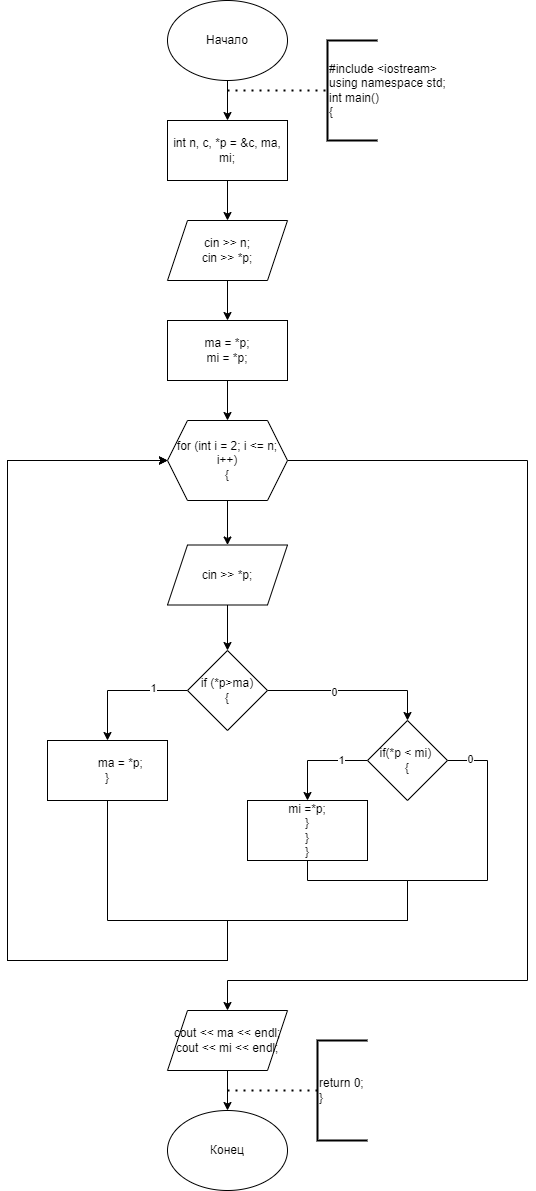 Начало
#include <iostream>
using namespace std;
int main()
{
int n, c, *p = &c, ma,
mi;
cin >> n;
cin >> *p;
ma = *p;
mi = *p;
for (int i = 2; i <= n;
i++)
{
cin >> *p;
if (*p>ma)
{
1
0
ma = *p;
}
if(*p < mi)
{
1
0
mi =*p;
}
}
}
cout << ma << endl;
cout << mi << endl;
return 0;
}
Конец